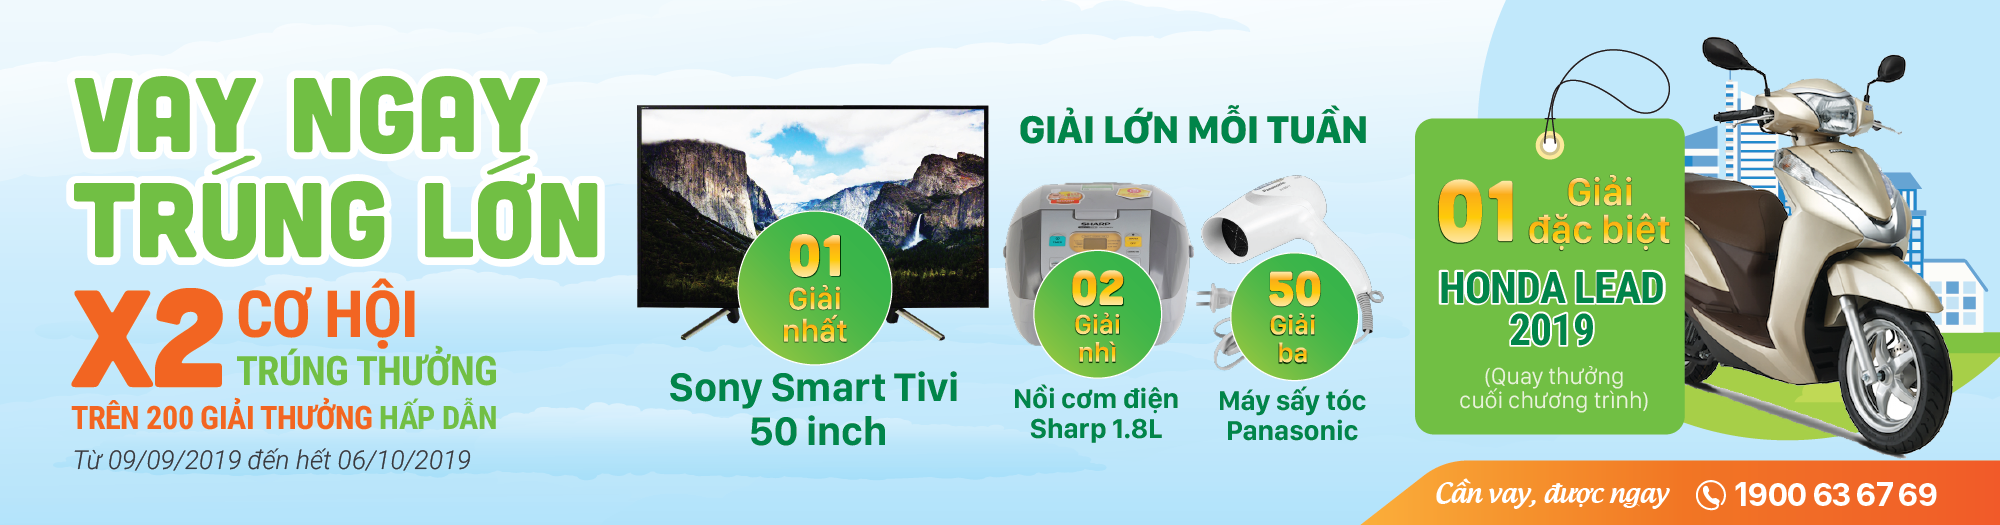 VAY NGAY
TRÚNG LỚN
X2 CƠ HỘI
TRÚNG THƯỞNG
TRÊN 200 GIẢI THƯỞNG HẤP DẪN
Từ 09/09/2019 đến hết 06/10/2019
01
Giải
nhất
Sony Smart Tivi
50 inch
GIẢI LỚN MỖI TUẦN
SHARP
02
Giải
nhì
Nồi cơm điện
Sharp 1.8L
Panasonic
50
Giải
ba
Máy sấy tóc
Panasonic
01 Giải
đặc biệt
HONDA LEAD
2019
(Quay thưởng
cuối chương trình)
Cần vay, được ngay 1900 63 67 69